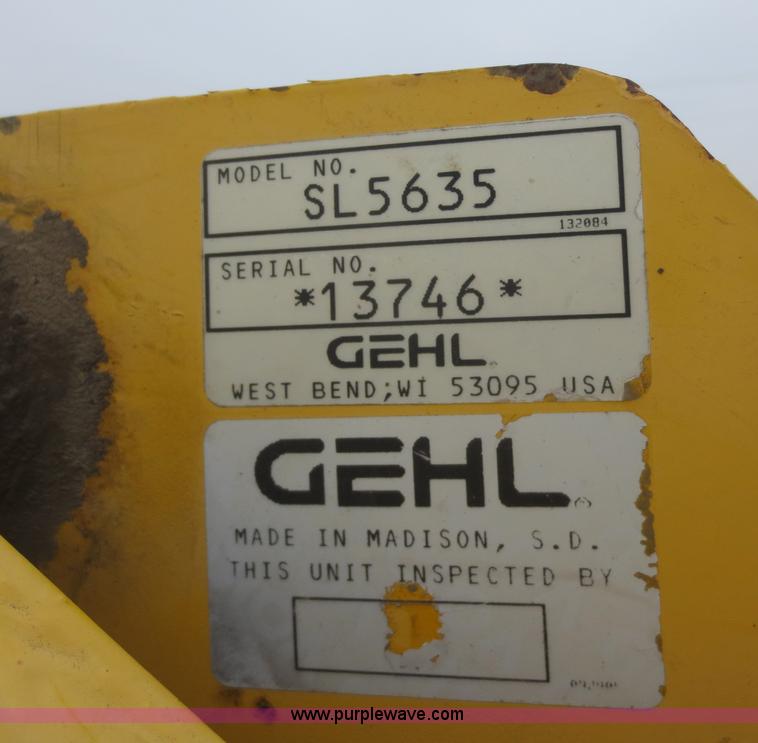 MODEL NO.
SL5635
132084
SERIAL NO.
*13746*
GEHL
WEST BEND;WI 53095 USA
GEHL
MADE IN MADISON, S.D.
THIS UNIT INSPECTED BY
www.purplewave.com